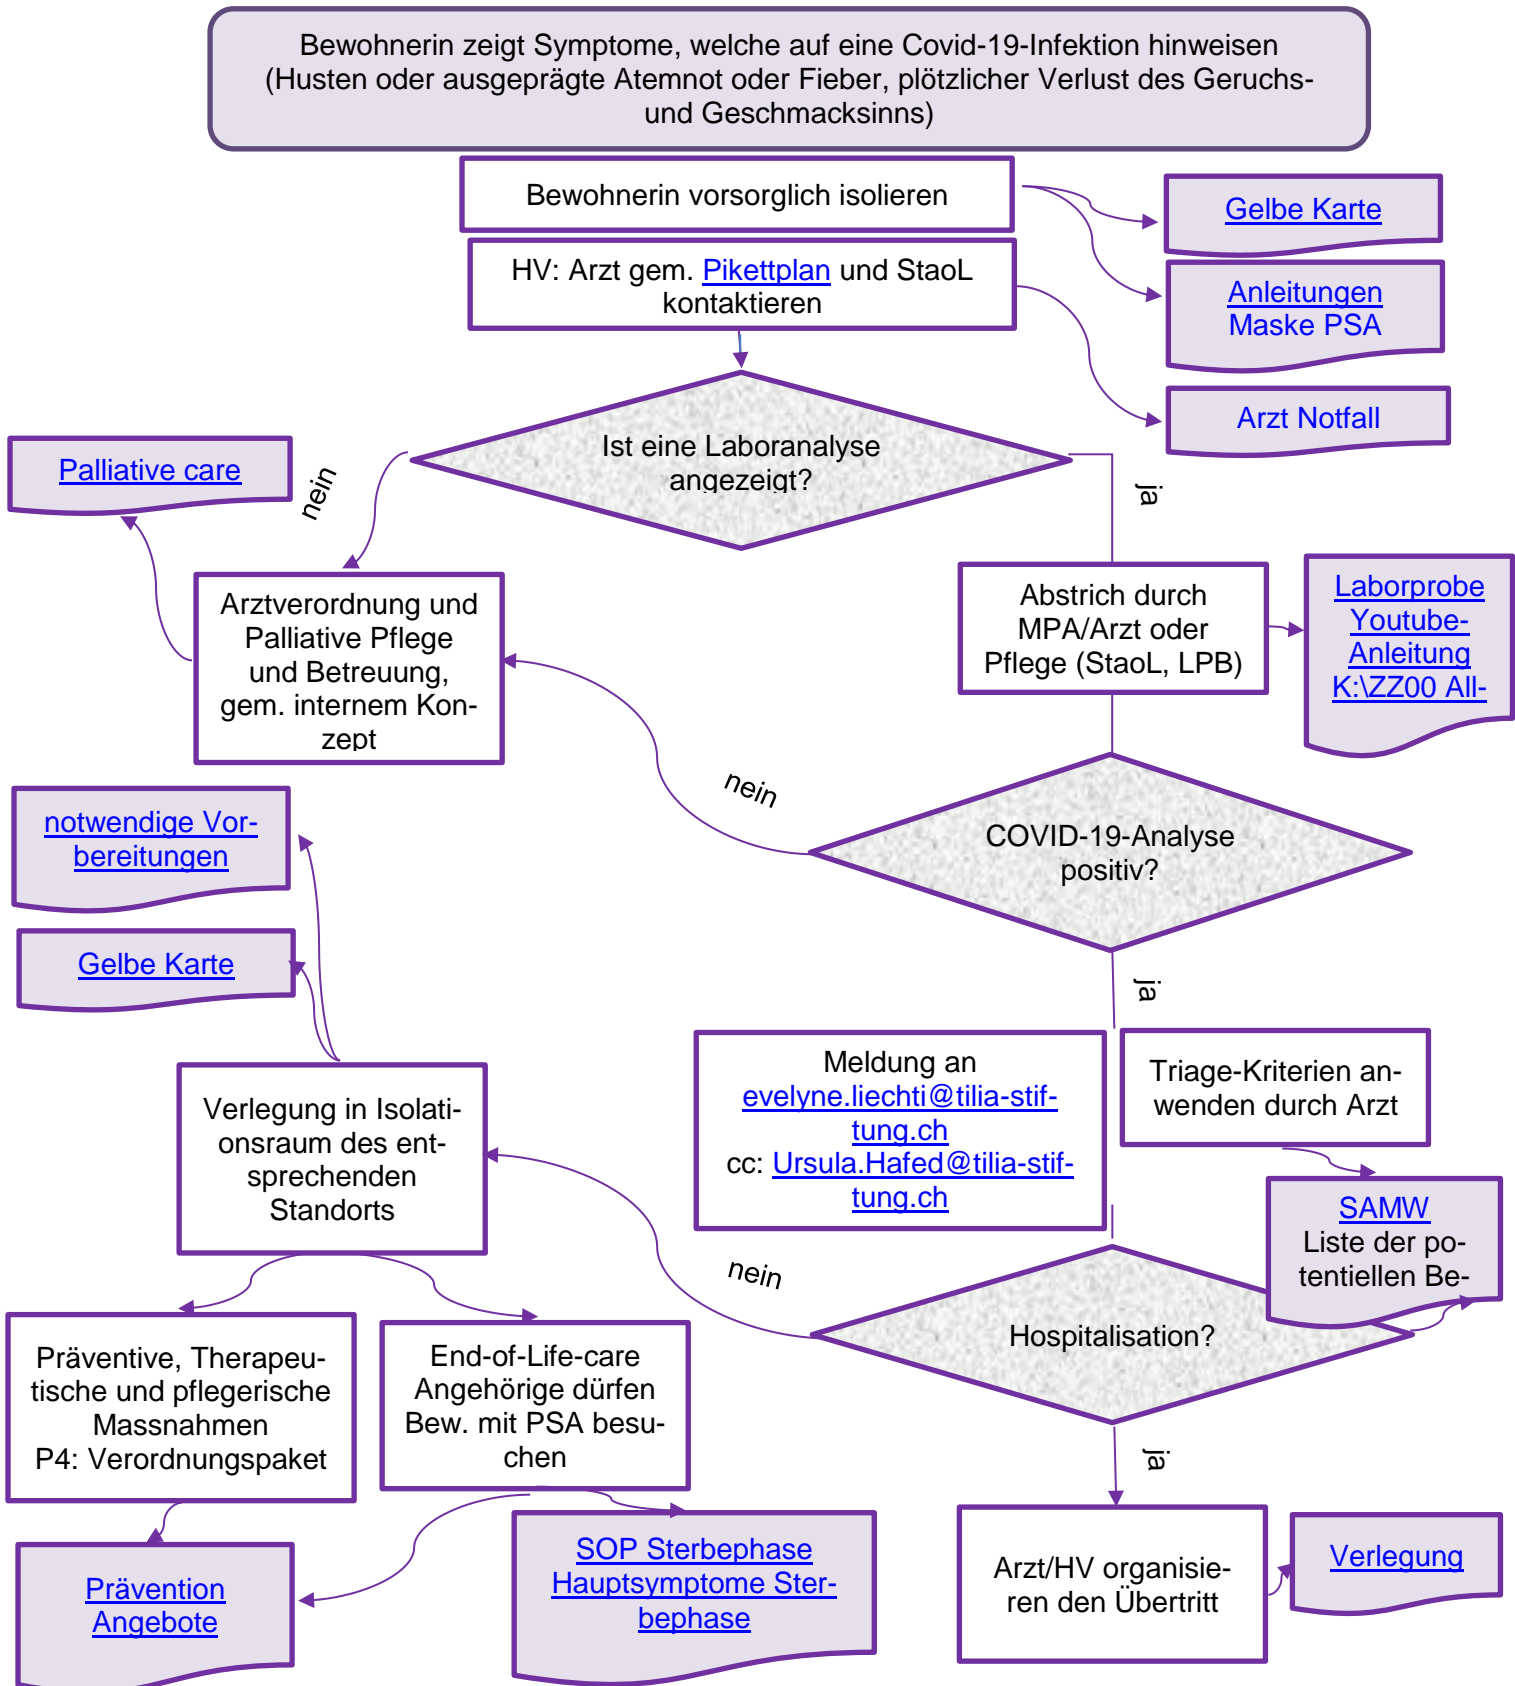 Bewohnerin zeigt Symptome, welche auf eine Covid-19-Infektion hinweisen
(Husten oder ausgeprägte Atemnot oder Fieber, plötzlicher Verlust des Geruchs-
und Geschmacksinns)
Bewohnerin vorsorglich isolieren
Gelbe Karte
HV: Arzt gem. Pikettplan und StaoL
kontaktieren
Anleitungen
Maske PSA
Arzt Notfall
Ist eine Laboranalyse
angezeigt?
Palliative care
nein
ja
Arztverordnung und
Palliative Pflege
und Betreuung,
gem. internem Kon-
zept
Abstrich durch
MPA/Arzt oder
Pflege (StaoL, LPB)
Laborprobe
Youtube-
Anleitung
K:\ZZ00 All-
nein
COVID-19-Analyse
positiv?
notwendige Vor-
bereitungen
Gelbe Karte
ja
Meldung an
evelyne.liechti@tilia-stif-
tung.ch
cc: Ursula.Hafed@tilia-stif-
tung.ch
Triage-Kriterien an-
wenden durch Arzt
Verlegung in Isolati-
onsraum des ent-
sprechenden
Standorts
SAMW
Liste der po-
tentiellen Be-
nein
Hospitalisation?
Präventive, Therapeu-
tische und pflegerische
Massnahmen
P4: Verordnungspaket
End-of-Life-care
Angehörige dürfen
Bew. mit PSA besu-
chen
ja
Prävention
Angebote
SOP Sterbephase
Hauptsymptome Ster-
bephase
Arzt/HV organisie-
ren den Übertritt
Verlegung